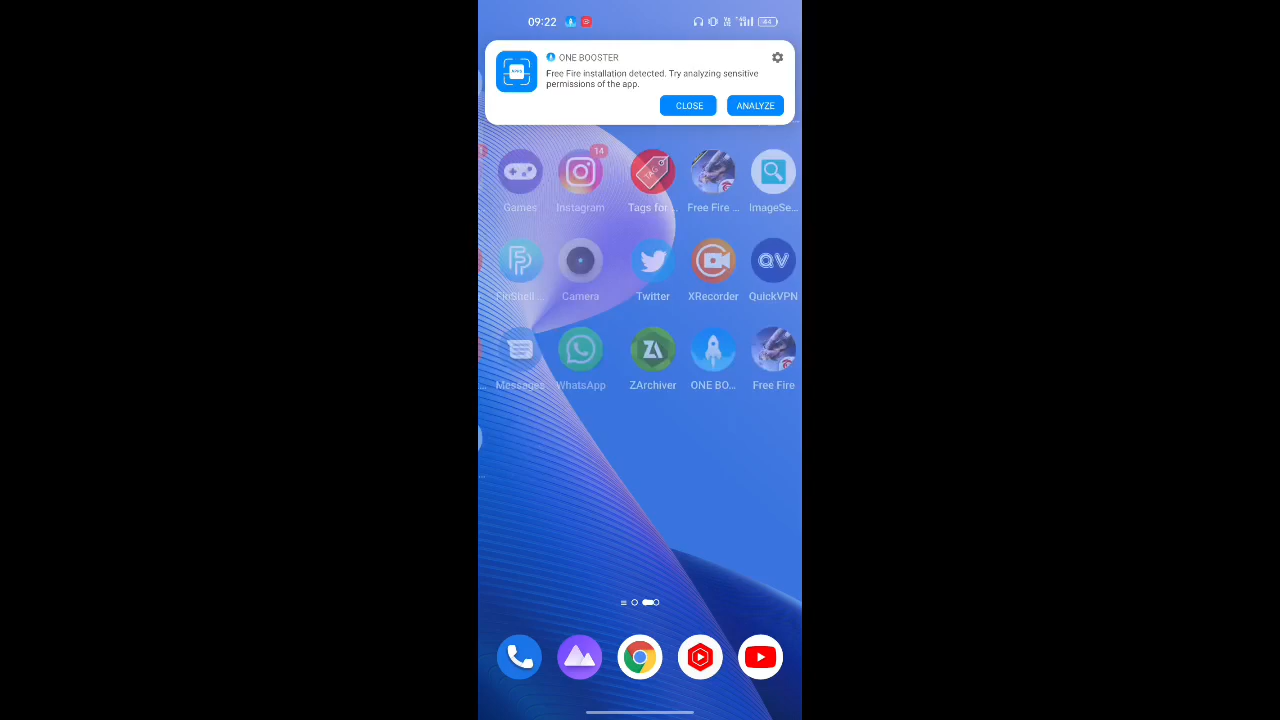 09:22
44
ONE BOOSTER
Free Fire installation detected. Try analyzing sensitive
permissions of the app.
CLOSE ANALYZE
14
Games Instagram Tags for .. Free Fire ... ImageSe...
Camera Twitter XRecorder QuickVPN
Messages WhatsApp ZArchiver ONE BO... Free Fire